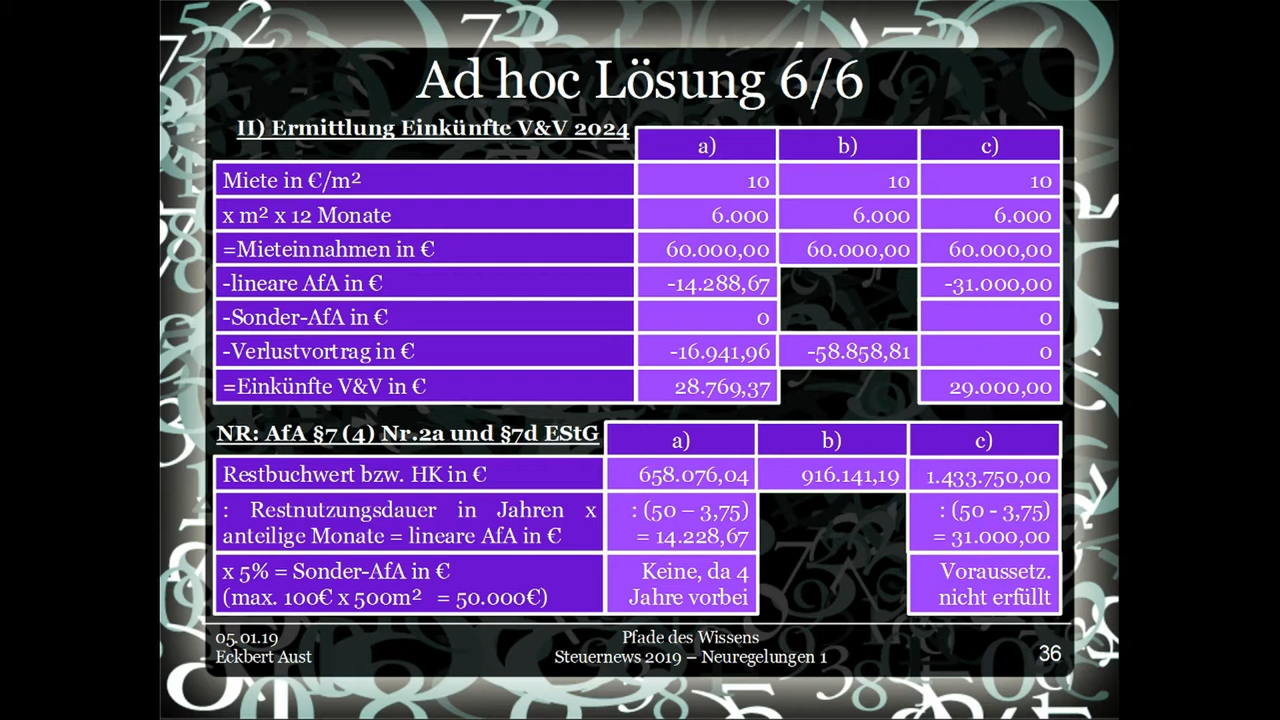 Ad hoc Lösung 6/6
II) Ermittlung Einkünfte V&V 2024
a) b) c)
Miete in €/m² 10 10 10
x m² x 12 Monate 6.000 6.000 6.000
=Mieteinnahmen in € 60.000,00 60.000,00 60.000,00
-lineare AfA in € -14.288,67 -31.000,00
-Sonder-AfA in € 0 0
-Verlustvortrag in € -16.941,96 -58.858,81 0
=Einkünfte V&V in € 28.769,37 29.000,00
NR: AfA §7 (4) Nr.2a und §7d EStG
a) b) c)
Restbuchwert bzw. HK in € 658.076,04 916.141,19 1.433.750,00
: Restnutzungsdauer in Jahren x : (50 – 3,75) : (50 - 3,75)
anteilige Monate = lineare AfA in € = 14.228,67 = 31.000,00
x 5% = Sonder-AfA in € Keine, da 4 Voraussetz.
(max. 100€ x 500m² = 50.000€) Jahre vorbei nicht erfüllt
05.01.19 Pfade des Wissens
Eckbert Aust Steuernews 2019 – Neuregelungen 1 36